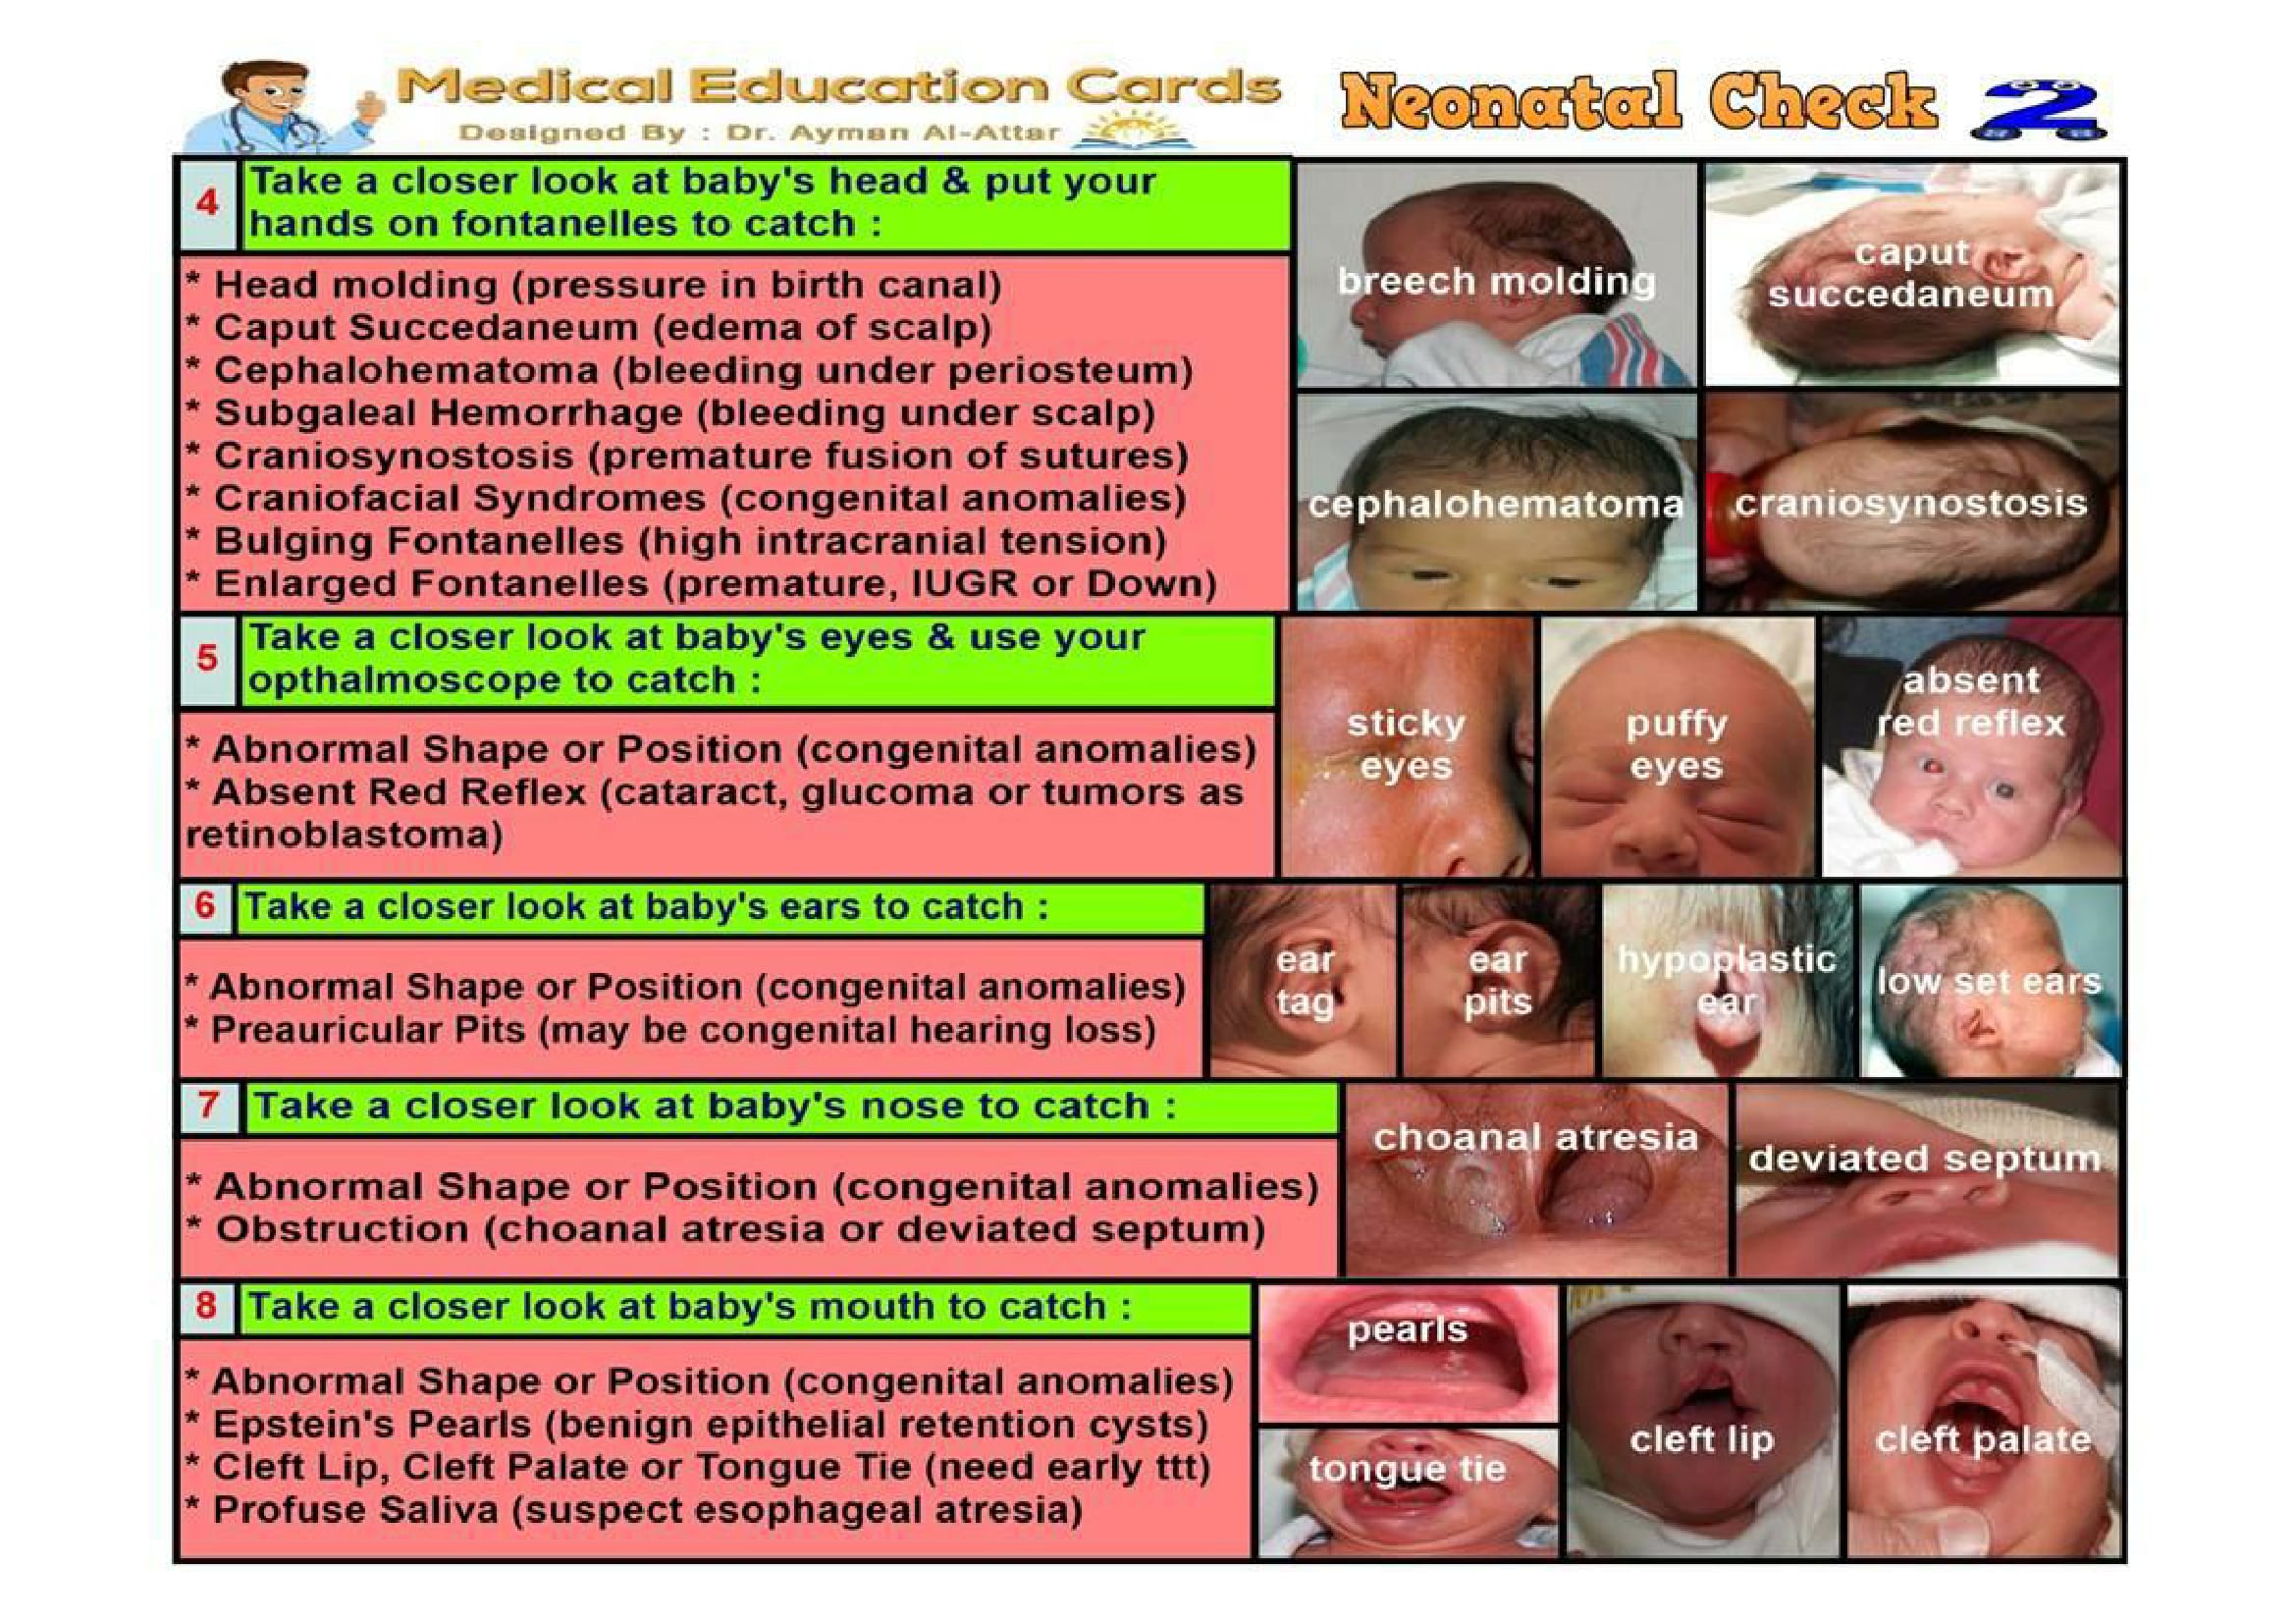 Medical Education Cards
Designed By : Dr. Ayman Al-Attar
Neonatal Check 2
4
Take a closer look at baby's head & put your
hands on fontanelles to catch :
* Head molding (pressure in birth canal)
* Caput Succedaneum (edema of scalp)
* Cephalohematoma (bleeding under periosteum)
* Subgaleal Hemorrhage (bleeding under scalp)
* Craniosynostosis (premature fusion of sutures)
* Craniofacial Syndromes (congenital anomalies)
* Bulging Fontanelles (high intracranial tension)
* Enlarged Fontanelles (premature, IUGR or Down)
breech molding
caput
succedaneum
cephalohematoma
craniosynostosis
5
Take a closer look at baby's eyes & use your
opthalmoscope to catch :
* Abnormal Shape or Position (congenital anomalies)
* Absent Red Reflex (cataract, glucoma or tumors as
retinoblastoma)
sticky
eyes
puffy
eyes
absent
red reflex
6
Take a closer look at baby's ears to catch :
* Abnormal Shape or Position (congenital anomalies)
* Preauricular Pits (may be congenital hearing loss)
ear
tag
ear
pits
hypoplastic
ear
low set ears
7
Take a closer look at baby's nose to catch :
* Abnormal Shape or Position (congenital anomalies)
* Obstruction (choanal atresia or deviated septum)
choanal atresia
deviated septum
8
Take a closer look at baby's mouth to catch :
* Abnormal Shape or Position (congenital anomalies)
* Epstein's Pearls (benign epithelial retention cysts)
* Cleft Lip, Cleft Palate or Tongue Tie (need early ttt)
* Profuse Saliva (suspect esophageal atresia)
pearls
tongue tie
cleft lip
cleft palate